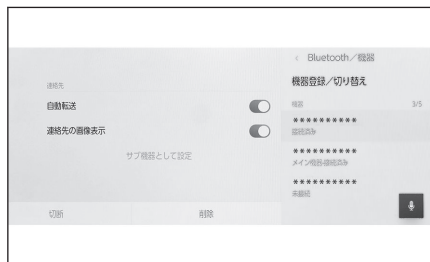 連絡先
自動転送
連絡先の画像表示
サブ機器として設定
切断
削除
< Bluetooth／機器
機器登録／切り替え
機器 3/5
**********
接続済み
**********
メイン機器接続済み
**********
未接続